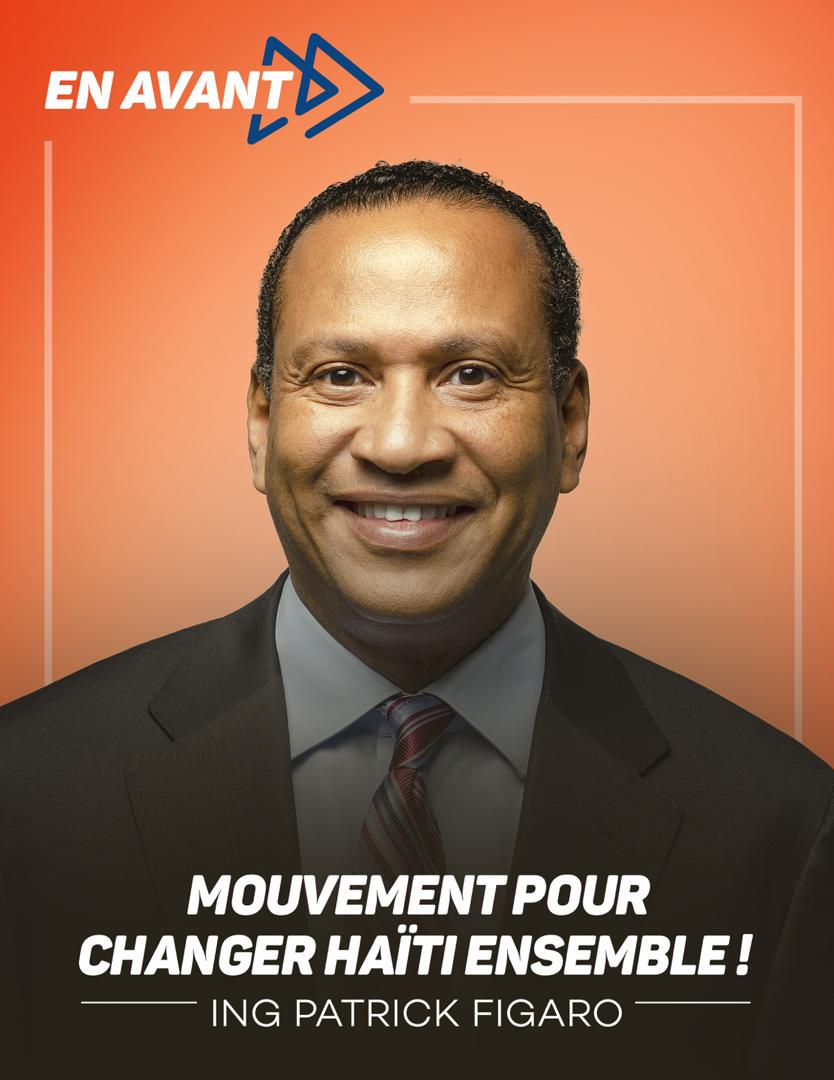 EN AVANT
MOUVEMENT POUR
CHANGER HAÏTI ENSEMBLE !
ING PATRICK FIGARO